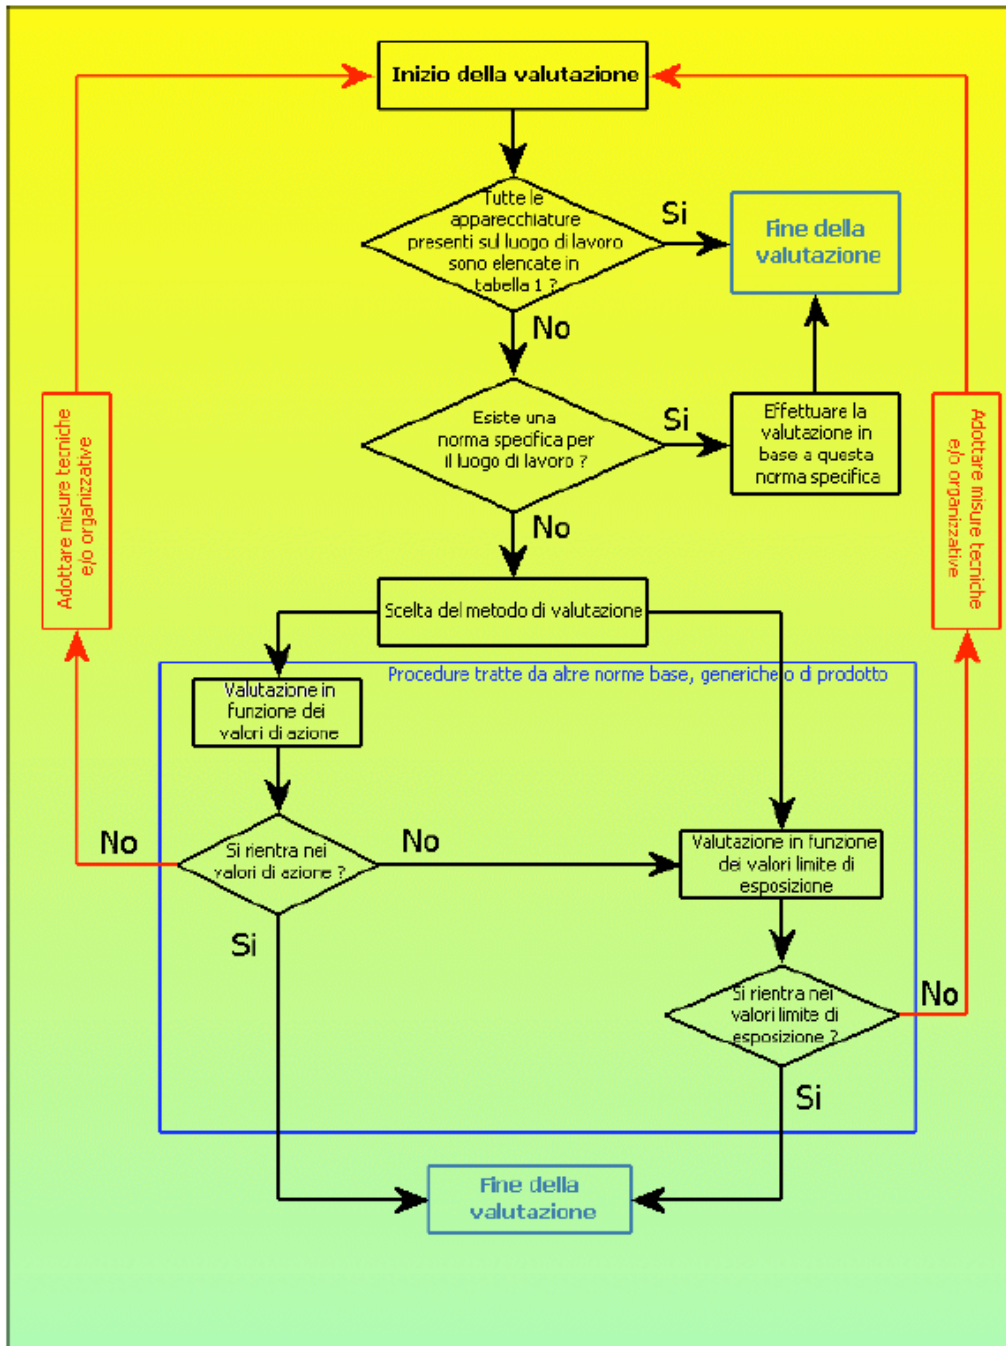 Inizio della valutazione
Tutte le
apparecchiature
presenti sul luogo di lavoro
sono elencate in
tabella 1 ?
Si
Fine della
valutazione
No
Esiste una
norma specifica per
il luogo di lavoro ?
Si
Effettuare la
valutazione in
base a questa
norma specifica
Adottare misure tecniche
e/o organizzative
Adottare misure tecniche
e/o organizzative
No
Scelta del metodo di valutazione
Procedure tratte da altre norme base, generiche o di prodotto
Valutazione in
funzione dei
valori di azione
No
Si rientra nei
valori di azione ?
No
Valutazione in funzione
dei valori limite di
esposizione
Si
Si rientra nei
valori limite di
esposizione ?
No
Si
Fine della
valutazione